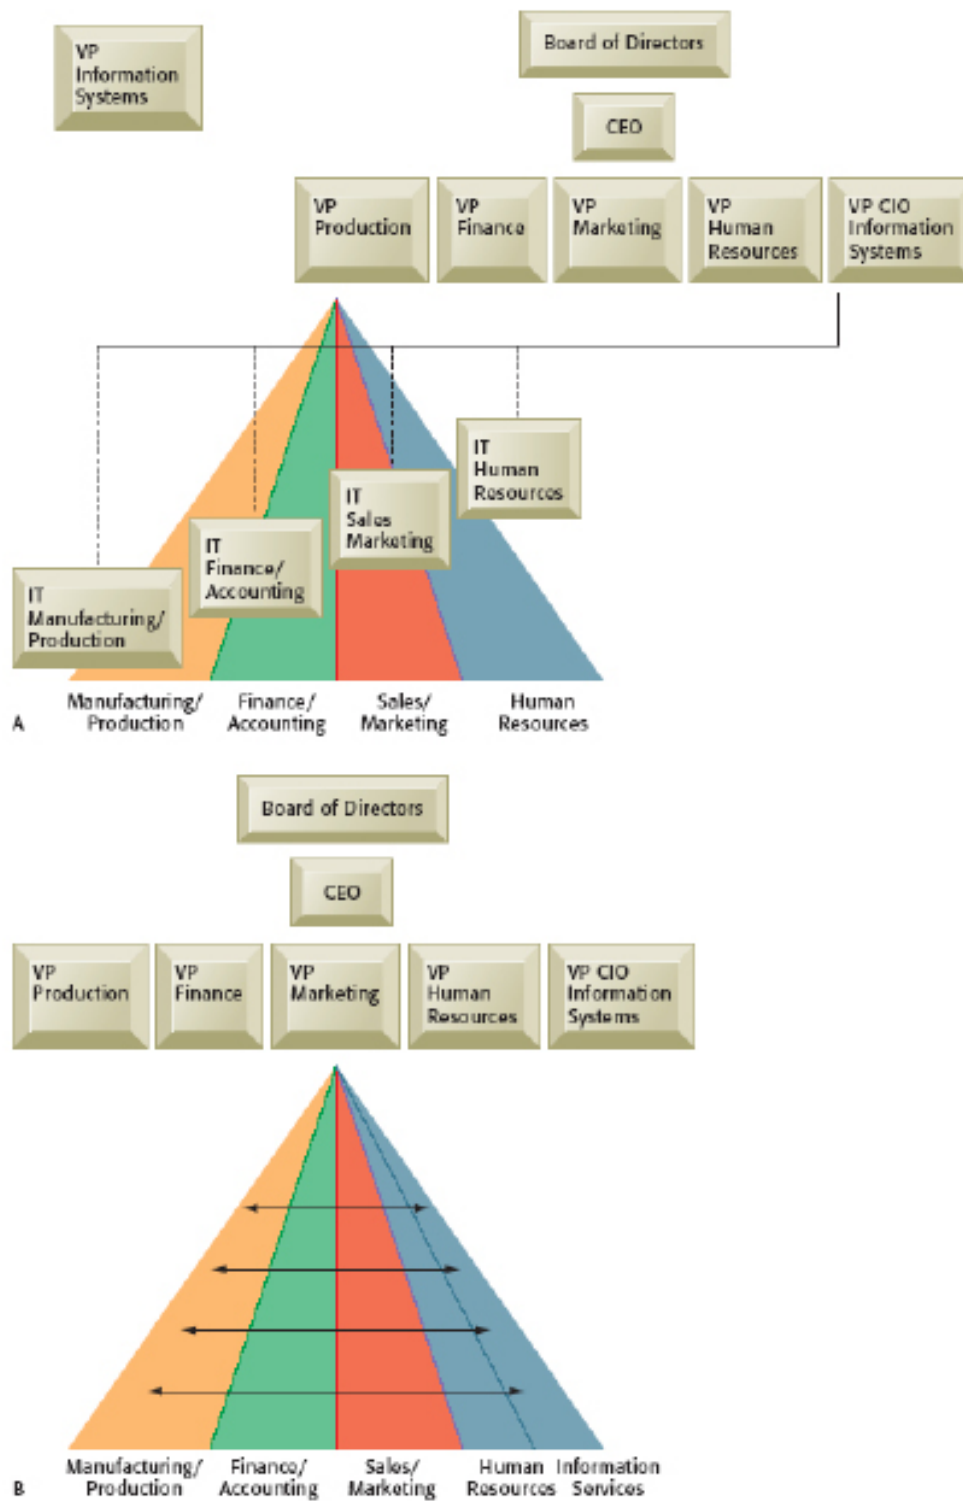 VP
Information
Systems
Board of Directors
CEO
VP
Production
VP
Finance
VP
Marketing
VP
Human
Resources
VP CIO
Information
Systems
IT
Human
Resources
IT
Sales
Marketing
IT
Finance/
Accounting
IT
Manufacturing/
Production
Manufacturing/
Production
Finance/
Accounting
Sales/
Marketing
Human
Resources
A
Board of Directors
CEO
VP
Production
VP
Finance
VP
Marketing
VP
Human
Resources
VP CIO
Information
Systems
Manufacturing/
Production
Finance/
Accounting
Sales/
Marketing
Human
Resources
Information
Services
B